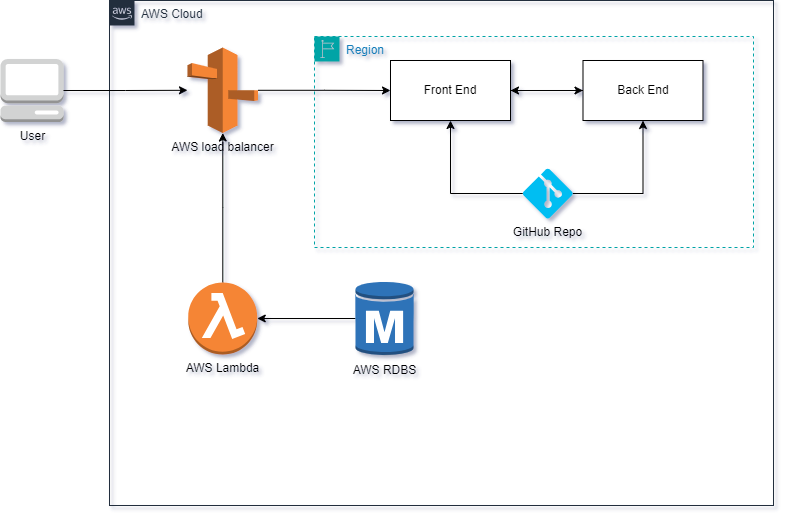 aws
AWS Cloud
Region
Front End
Back End
User
AWS load balancer
GitHub Repo
M
AWS Lambda
AWS RDBS